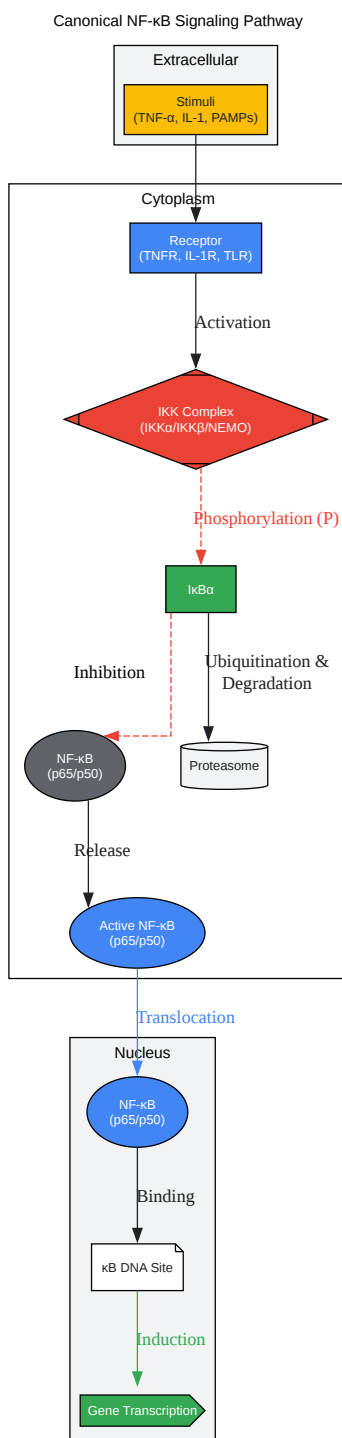 Canonical NF-κB Signaling Pathway
Extracellular
Stimuli
(TNF-α, IL-1, PAMPs)
Cytoplasm
Receptor
(TNFR, IL-1R, TLR)
Activation
IKK Complex
(IKKα/IKKβ/NEMO)
Phosphorylation (P)
IκBα
Inhibition
Ubiquitination &
Degradation
NF-κB
(p65/p50)
Proteasome
Release
Active NF-κB
(p65/p50)
Translocation
Nucleus
NF-κB
(p65/p50)
Binding
κB DNA Site
Induction
Gene Transcription